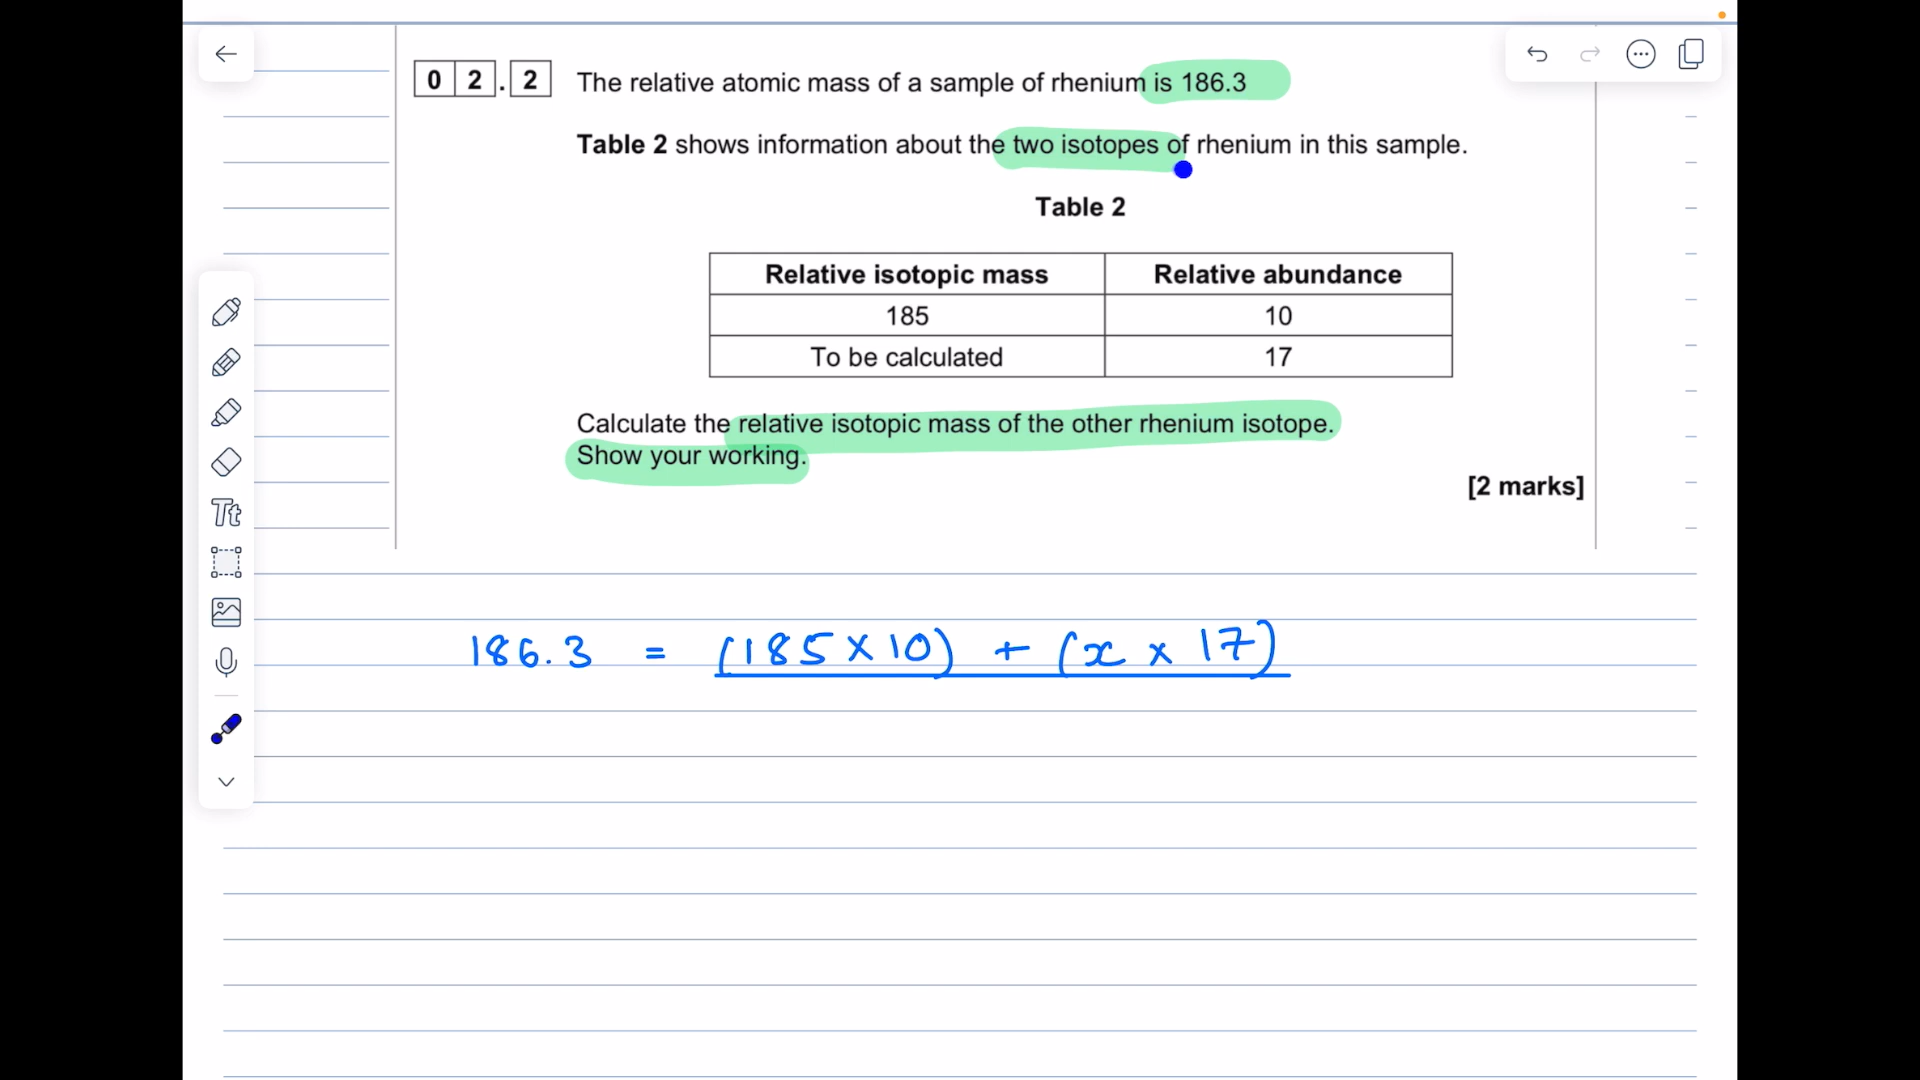 02.2 The relative atomic mass of a sample of rhenium is 186.3
Table 2 shows information about the two isotopes of rhenium in this sample.
Table 2
Relative isotopic mass Relative abundance
185 10
To be calculated 17
Calculate the relative isotopic mass of the other rhenium isotope.
Show your working.
[2 marks]
Tt
186.3 = (185 × 10) + (x × 17)